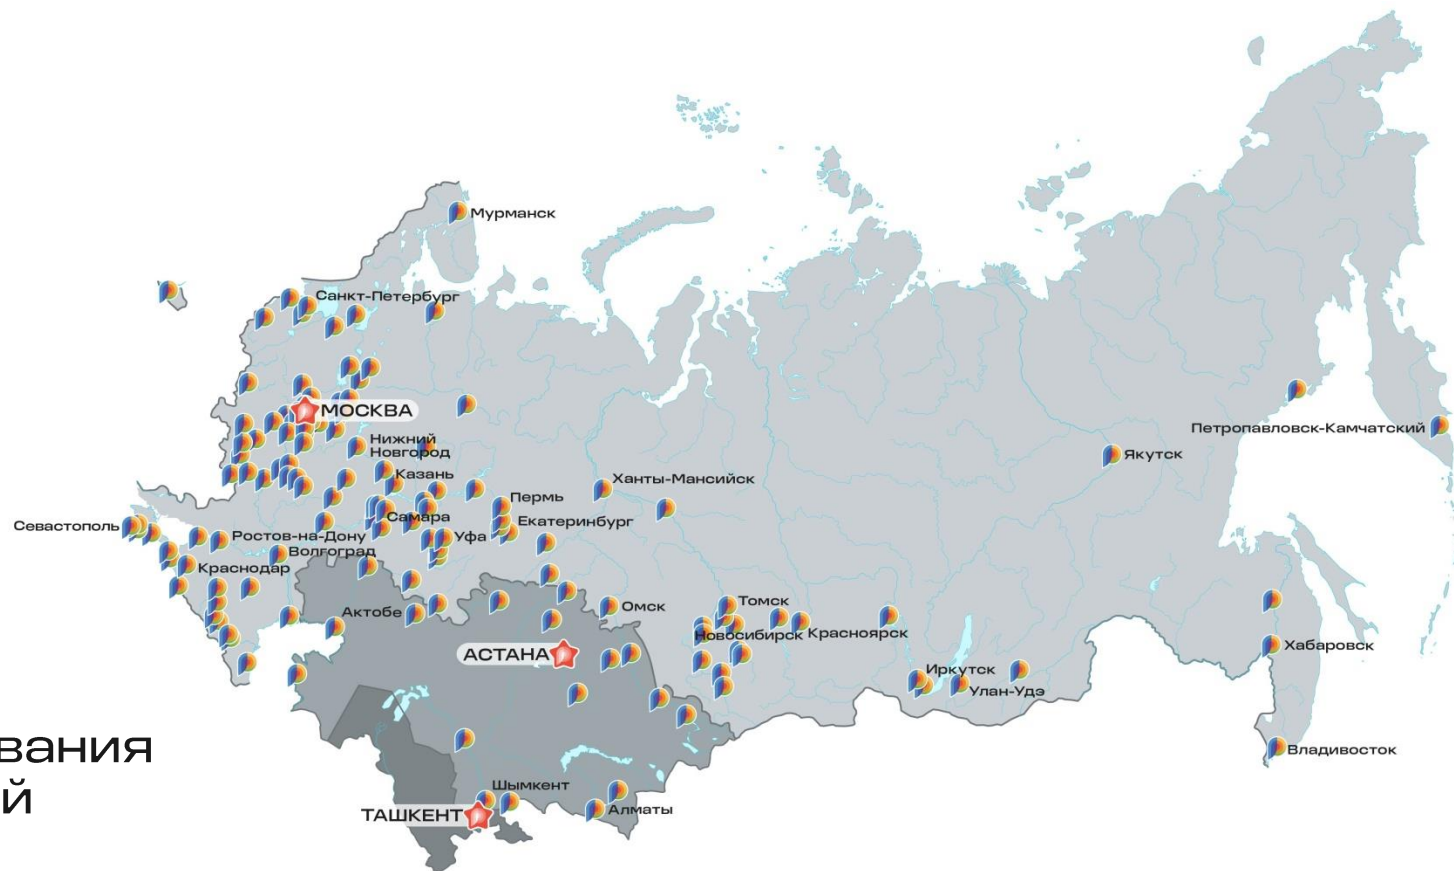 Мурманск
Санкт-Петербург
МОСКВА
Нижний
Новгород
Казань
Ханты-Мансийск
Якутск
Петропавловск-Камчатский
Пермь
Самара
Екатеринбург
Севастополь
Ростов-на-Дону
Уфа
Волгоград
Краснодар
Актобе
Омск
Томск
Новосибирск
Красноярск
АСТАНА
Иркутск
Улан-Удэ
Хабаровск
Владивосток
вания
й
Шымкент
ТАШКЕНТ
Алматы